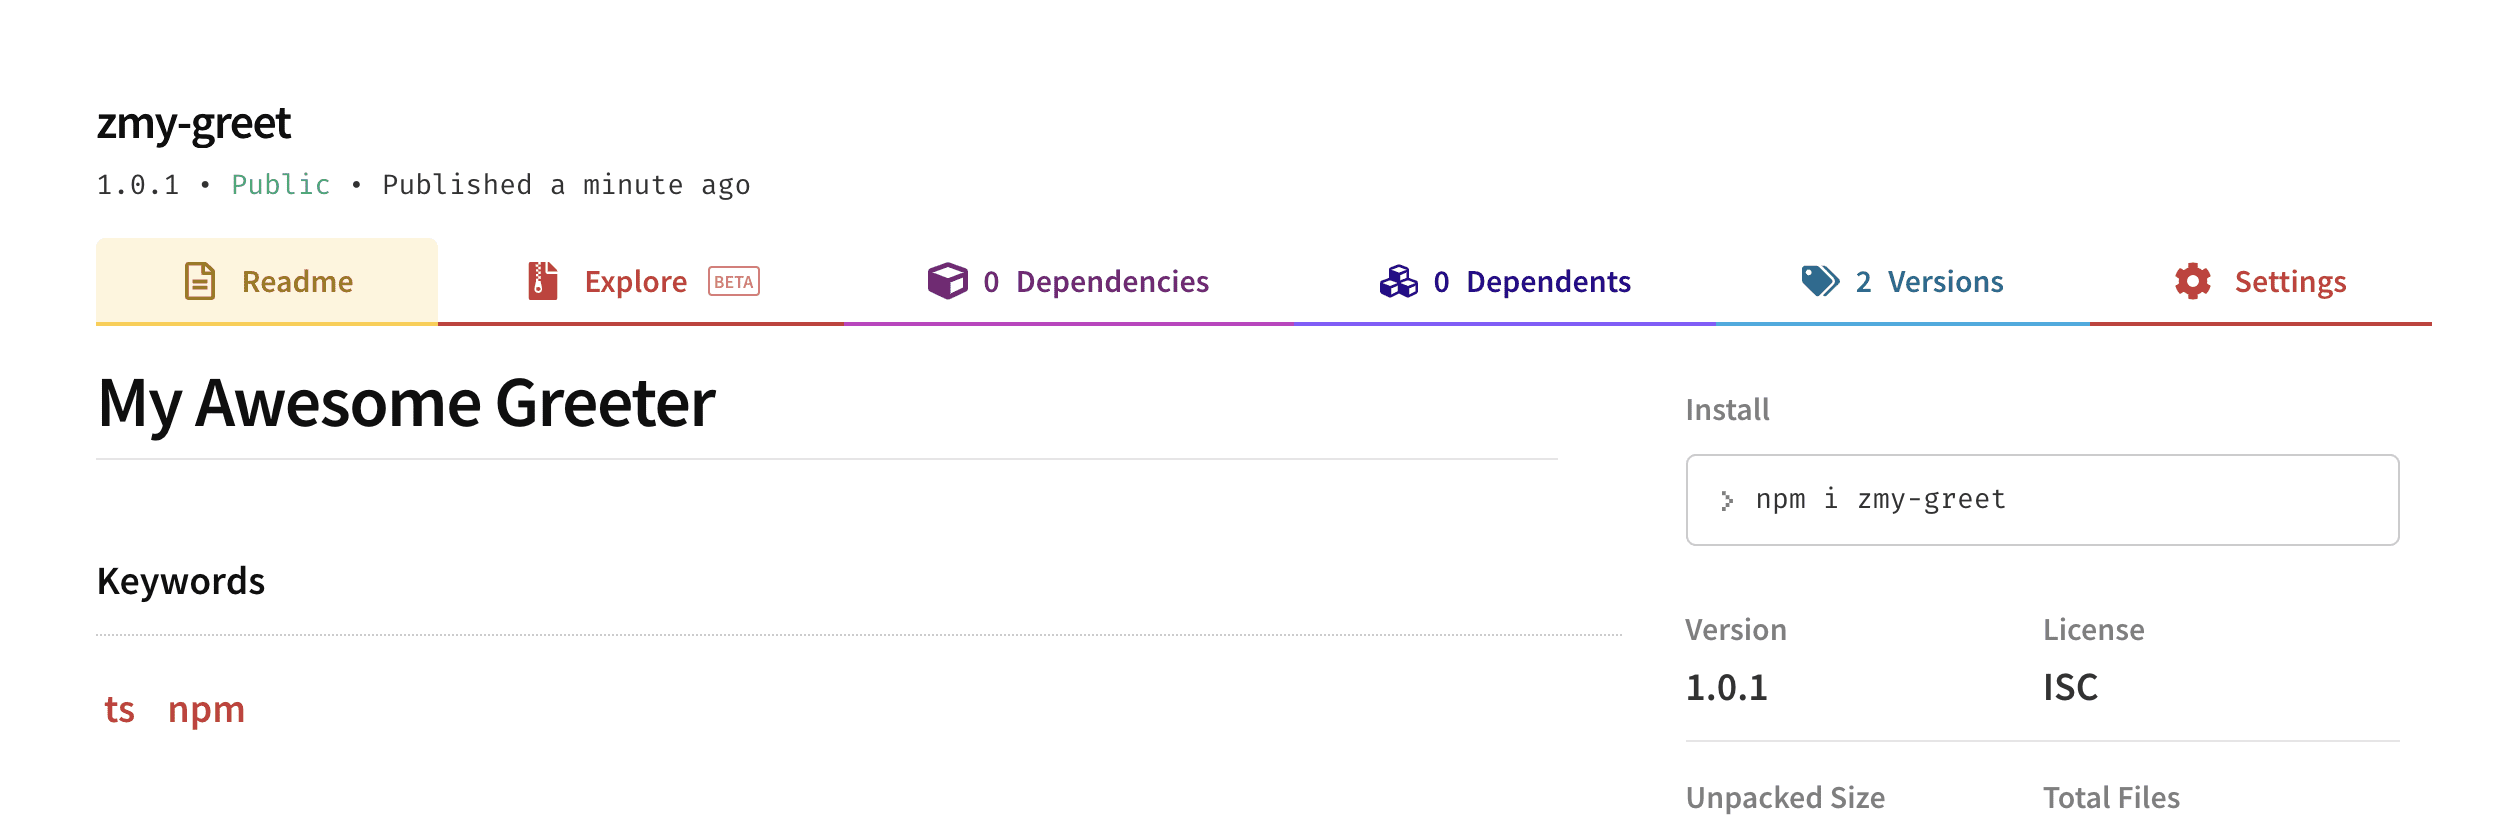 zmy-greet
1.0.1 • Public • Published a minute ago
Readme Explore BETA 0 Dependencies 0 Dependents 2 Versions Settings
My Awesome Greeter
Keywords
ts npm
Install
> npm i zmy-greet
Version License
1.0.1 ISC
Unpacked Size Total Files